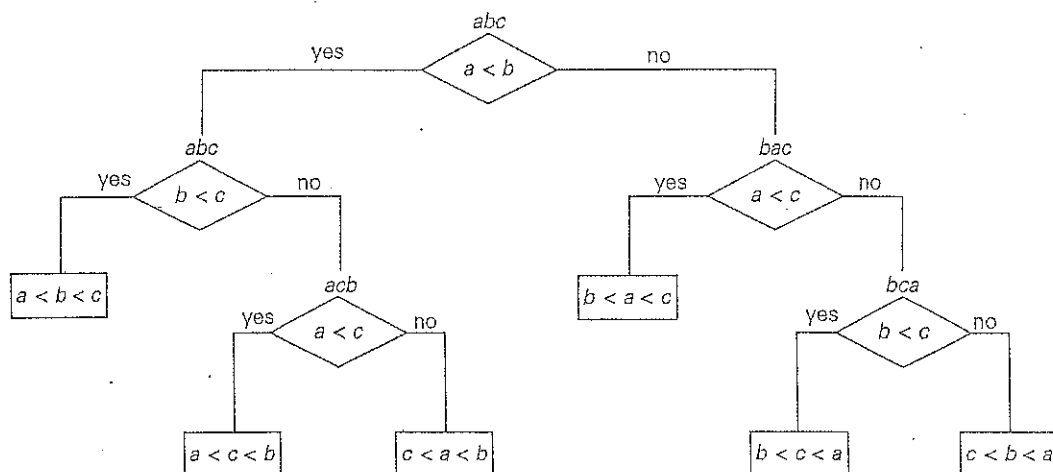 abc
yes
a < b
no
abc
bac
yes
b < c
no
yes
a < c
no
a < b < c
acb
b < a < c
bca
yes
a < c
no
yes
b < c
no
a < c < b
c < a < b
b < c < a
c < b < a